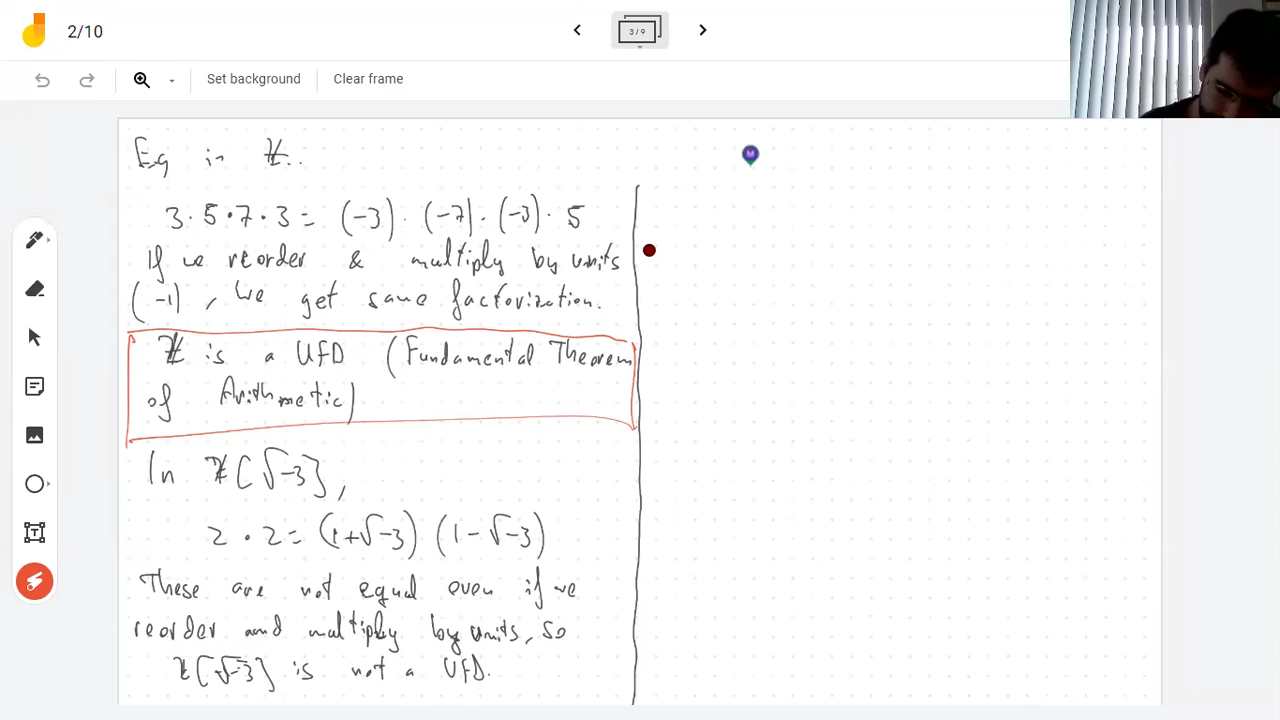 2/10
3 / 9
Set background
Clear frame
M
Eg in ℤ..
3 · 5 · 7 · 3 = (-3) · (-7) · (-3) · 5
If we reorder & multiply by units
(-1), we get same factorization.
ℤ is a UFD (Fundamental Theorem
of Arithmetic)
In ℤ[√-3],
2 · 2 = (1+√-3) (1-√-3)
These are not equal even if we
reorder and multiply by units, so
ℤ[√-3] is not a UFD.